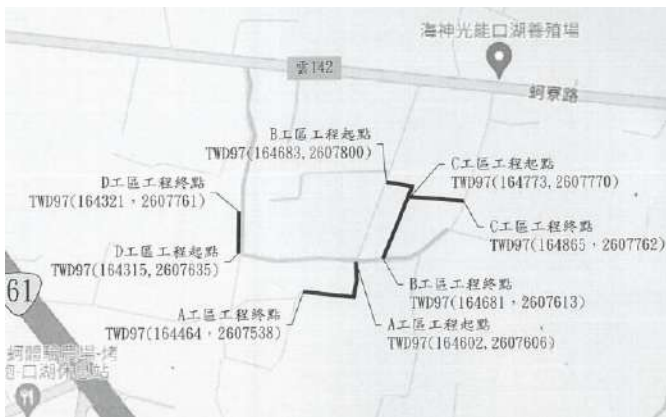 海神光能口湖養殖場
雲142
蚵寮路
B工區工程起點
TWD97(164683,2607800)
C工區工程起點
TWD97(164773,2607770)
D工區工程終點
TWD97(164321，2607761)
C工區工程終點
TWD97(164865，2607762)
D工區工程起點
TWD97(164315,2607635)
B工區工程終點
TWD97(164681，2607613)
61
A工區工程終點
TWD97(164464，2607538)
A工區工程起點
TWD97(164602,2607606)
-烤
口湖休息站